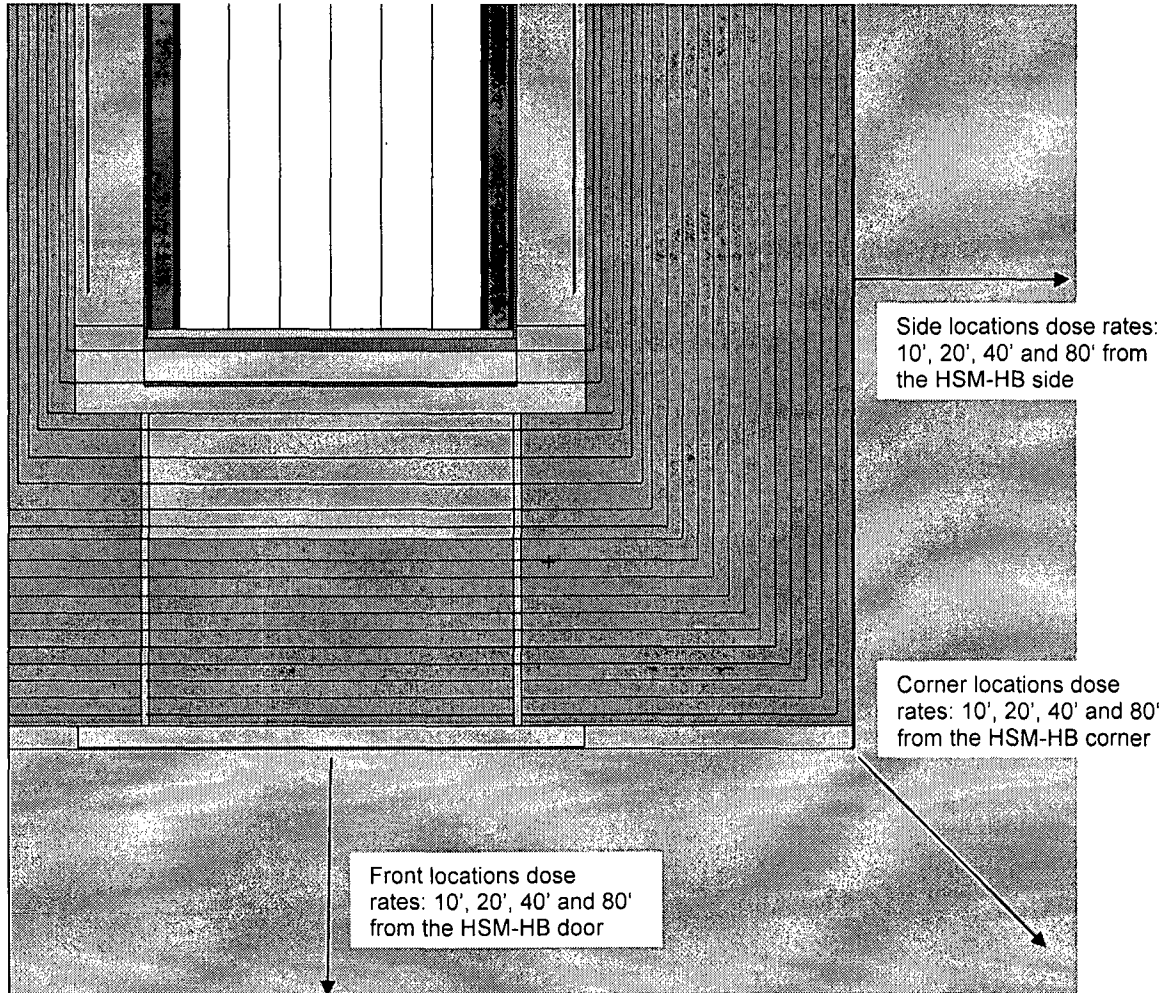 Side locations dose rates:
10', 20', 40' and 80' from
the HSM-HB side
Corner locations dose
rates: 10', 20', 40' and 80'
from the HSM-HB corner
Front locations dose
rates: 10', 20', 40' and 80'
from the HSM-HB door